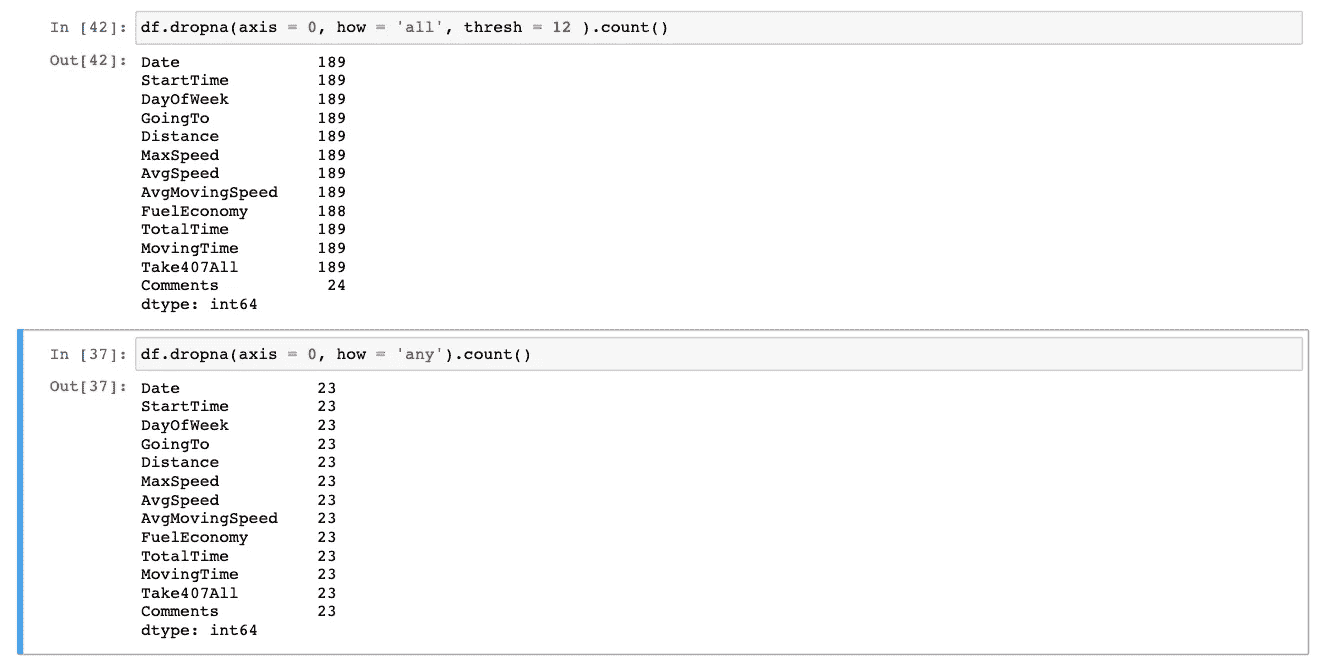 In [42]: df.dropna(axis = 0, how = 'all', thresh = 12 ).count()
Out[42]: Date 189
StartTime 189
DayOfWeek 189
GoingTo 189
Distance 189
MaxSpeed 189
AvgSpeed 189
AvgMovingSpeed 189
FuelEconomy 188
TotalTime 189
MovingTime 189
Take407All 189
Comments 24
dtype: int64
In [37]: df.dropna(axis = 0, how = 'any').count()
Out[37]: Date 23
StartTime 23
DayOfWeek 23
GoingTo 23
Distance 23
MaxSpeed 23
AvgSpeed 23
AvgMovingSpeed 23
FuelEconomy 23
TotalTime 23
MovingTime 23
Take407All 23
Comments 23
dtype: int64